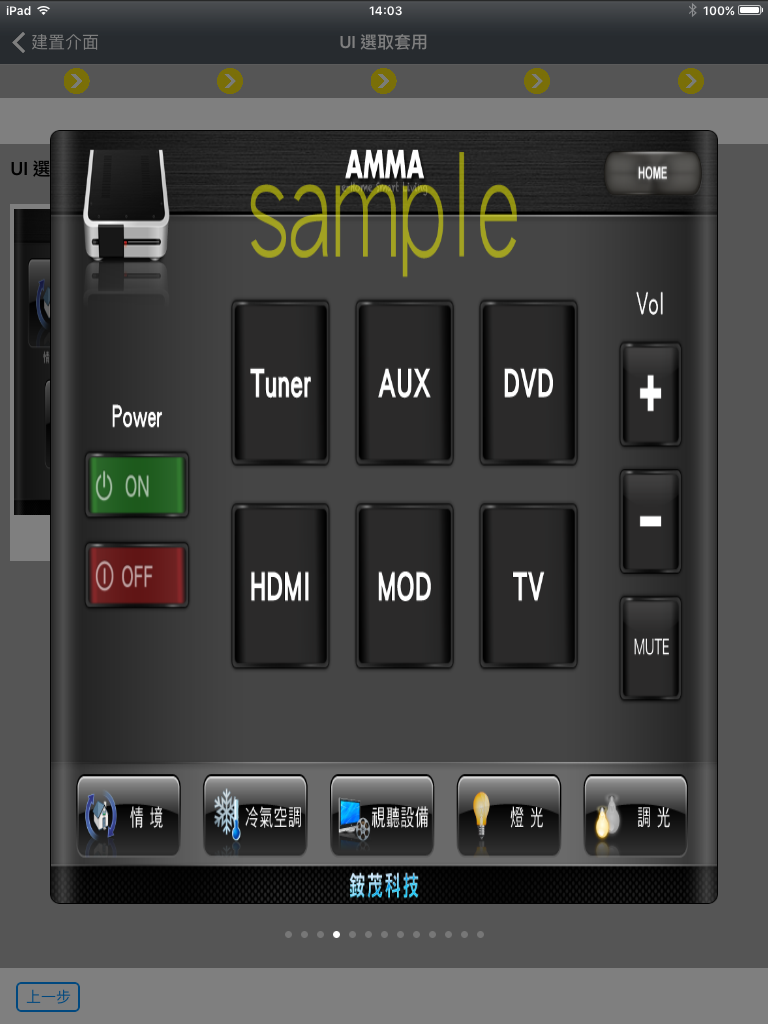 iPad
14:03
100%
建置介面
UI 選取套用
UI 選
AMMA
e-Home Smart Living
sample
HOME
Vol
Tuner
AUX
DVD
+
Power
ON
-
OFF
HDMI
MOD
TV
MUTE
情境
冷氣空調
視聽設備
燈光
調光
銨茂科技
上一步